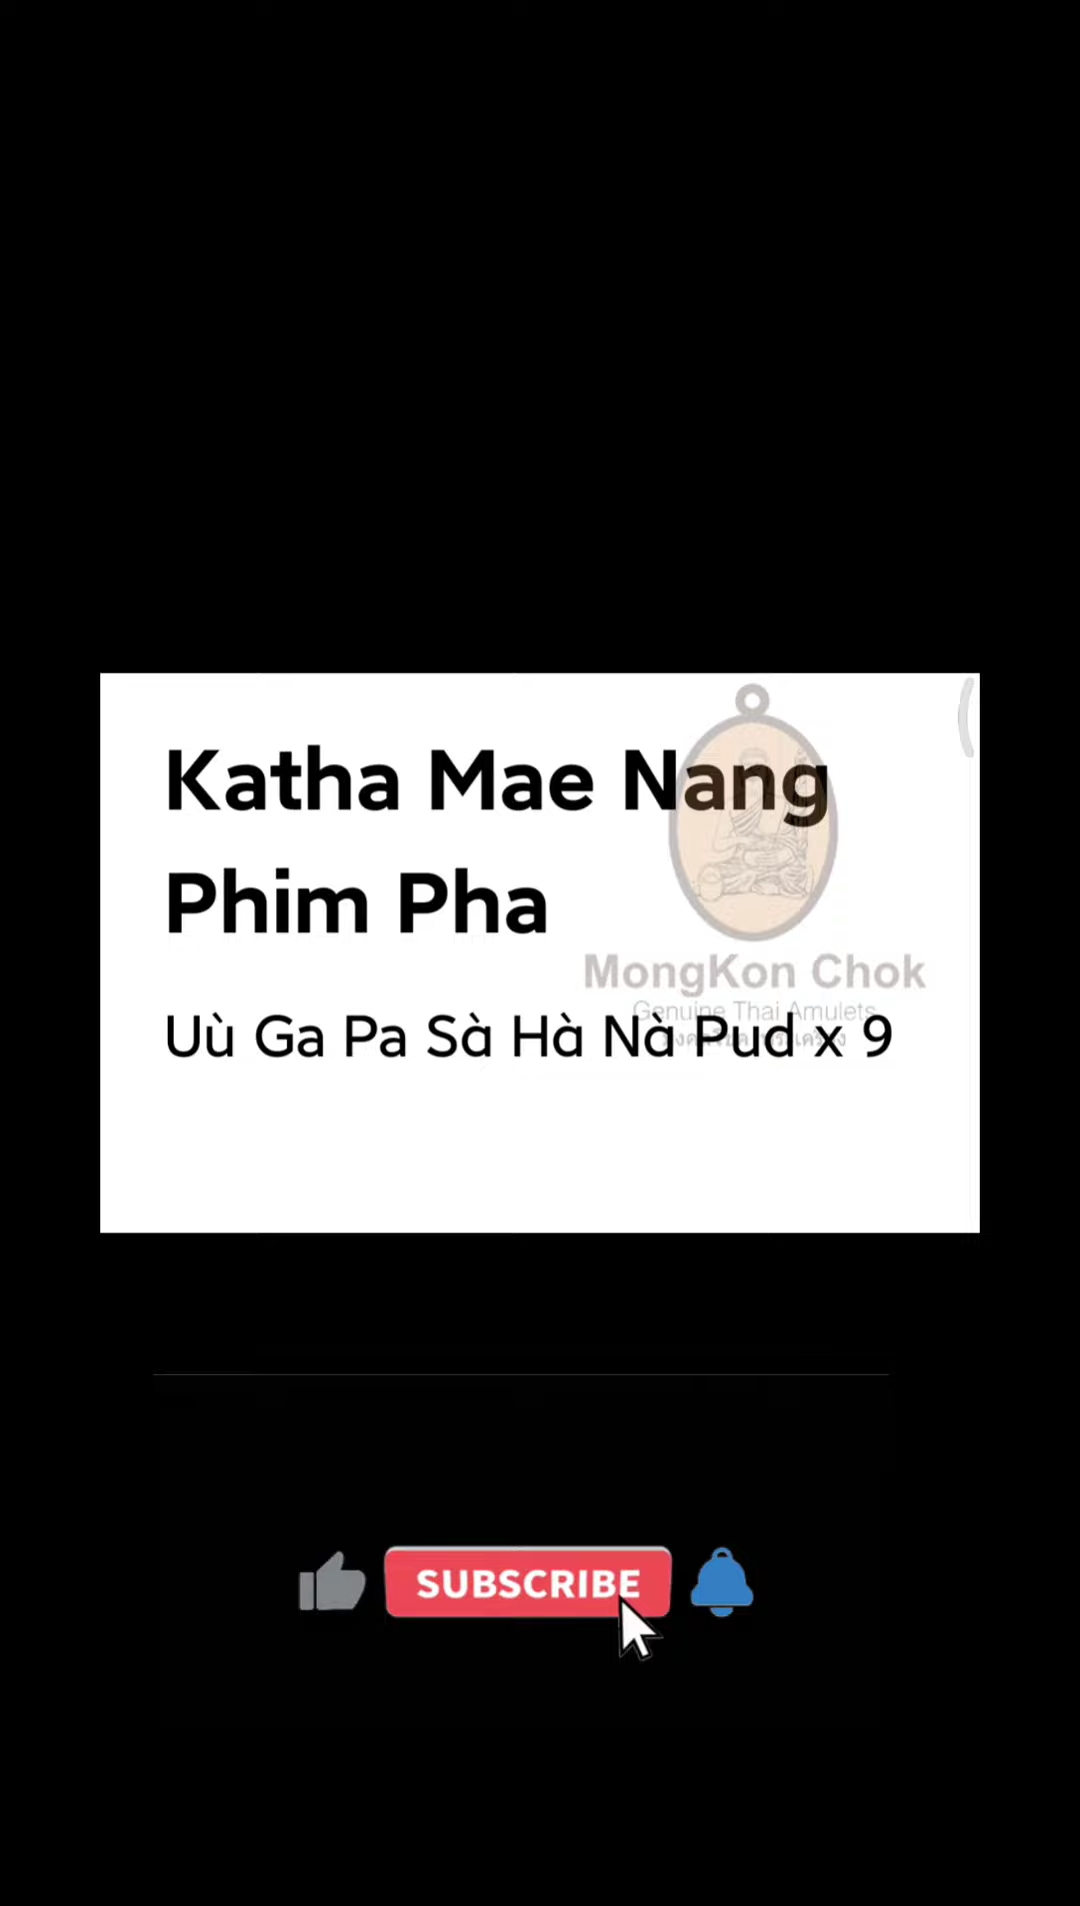 Katha Mae Nang
Phim Pha
MongKon Chok
Genuine Thai Amulets
Uù Ga Pa Sà Hà Nà Pud x 9
SUBSCRIBE